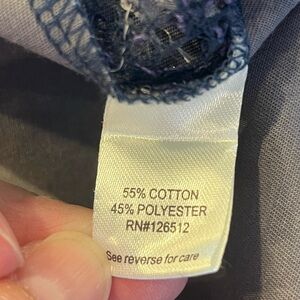 55% COTTON
45% POLYESTER
RN#126512
See reverse for care